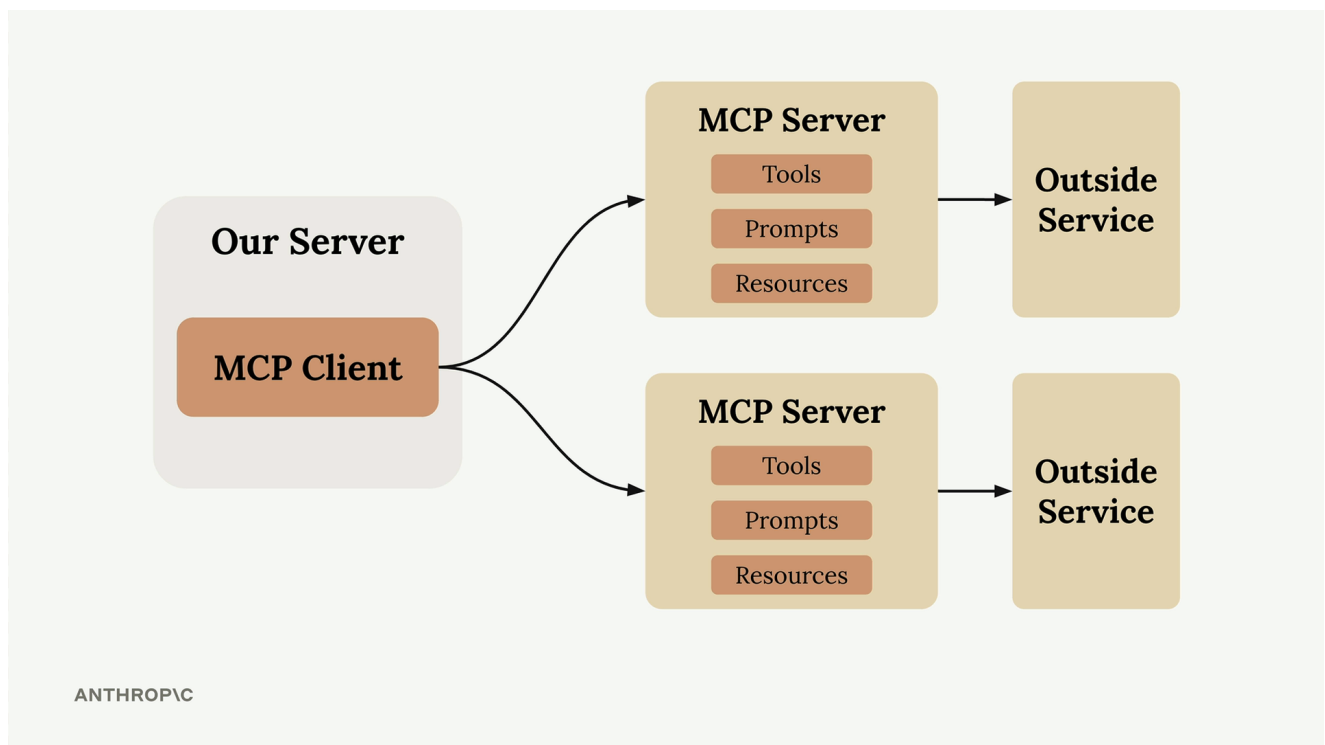 Our Server
MCP Client
MCP Server
Tools
Prompts
Resources
Outside
Service
MCP Server
Tools
Prompts
Resources
Outside
Service
ANTHROP\C